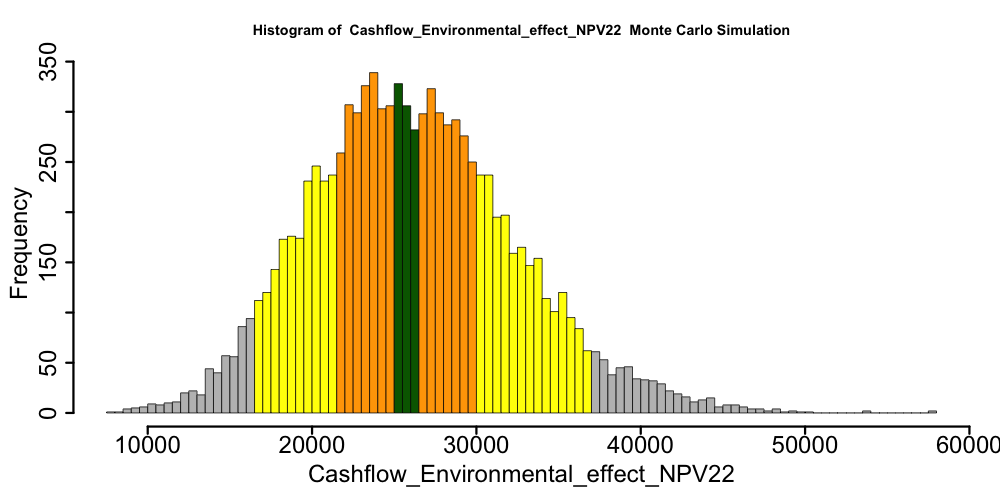 Histogram of  Cashflow_Environmental_effect_NPV22  Monte Carlo Simulation
350
250
150
50
0
Frequency
10000 20000 30000 40000 50000 60000
Cashflow_Environmental_effect_NPV22